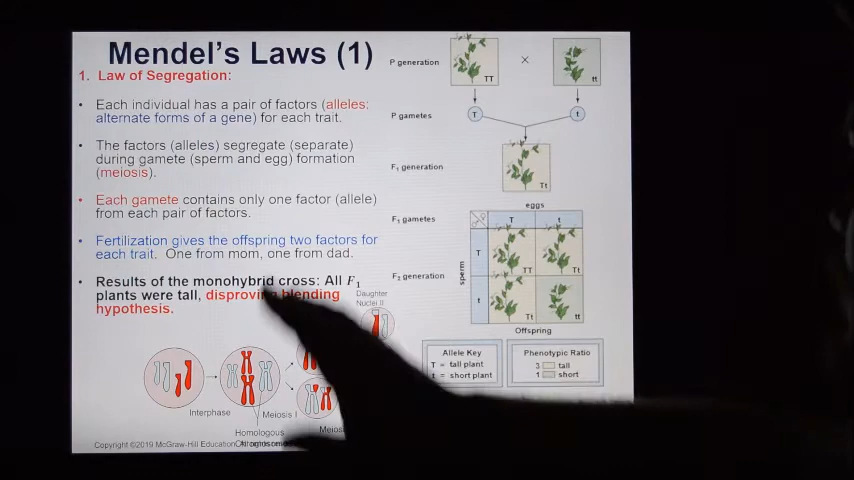 Mendel's Laws (1)
1. Law of Segregation:
• Each individual has a pair of factors (alleles:
alternate forms of a gene) for each trait.
• The factors (alleles) segregate (separate)
during gamete (sperm and egg) formation
(meiosis).
• Each gamete contains only one factor (allele)
from each pair of factors.
• Fertilization gives the offspring two factors for
each trait. One from mom, one from dad.
• Results of the monohybrid cross: All F₁
plants were tall, disproving blending
hypothesis.
Daughter
Nuclei II
Interphase
Meiosis I
Homologous
Copyright ©2019 McGraw-Hill Education
P generation
TT
×
tt
P gametes
T
t
F₁ generation
Tt
eggs
F₁ gametes
T
t
sperm
T
TT
Tt
F₂ generation
t
Tt
tt
Offspring
Allele Key
T = tall plant
t = short plant
Phenotypic Ratio
3 tall
1 short